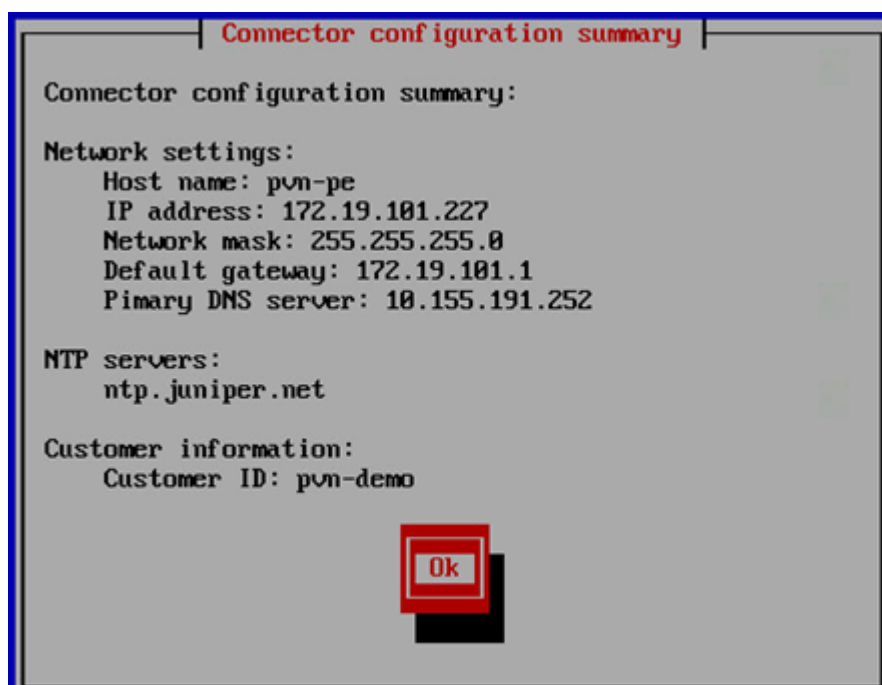 Connector configuration summary
Connector configuration summary:
Network settings:
Host name: pvn-pe
IP address: 172.19.101.227
Network mask: 255.255.255.0
Default gateway: 172.19.101.1
Pimary DNS server: 10.155.191.252
NTP servers:
ntp.juniper.net
Customer information:
Customer ID: pvn-demo
Ok